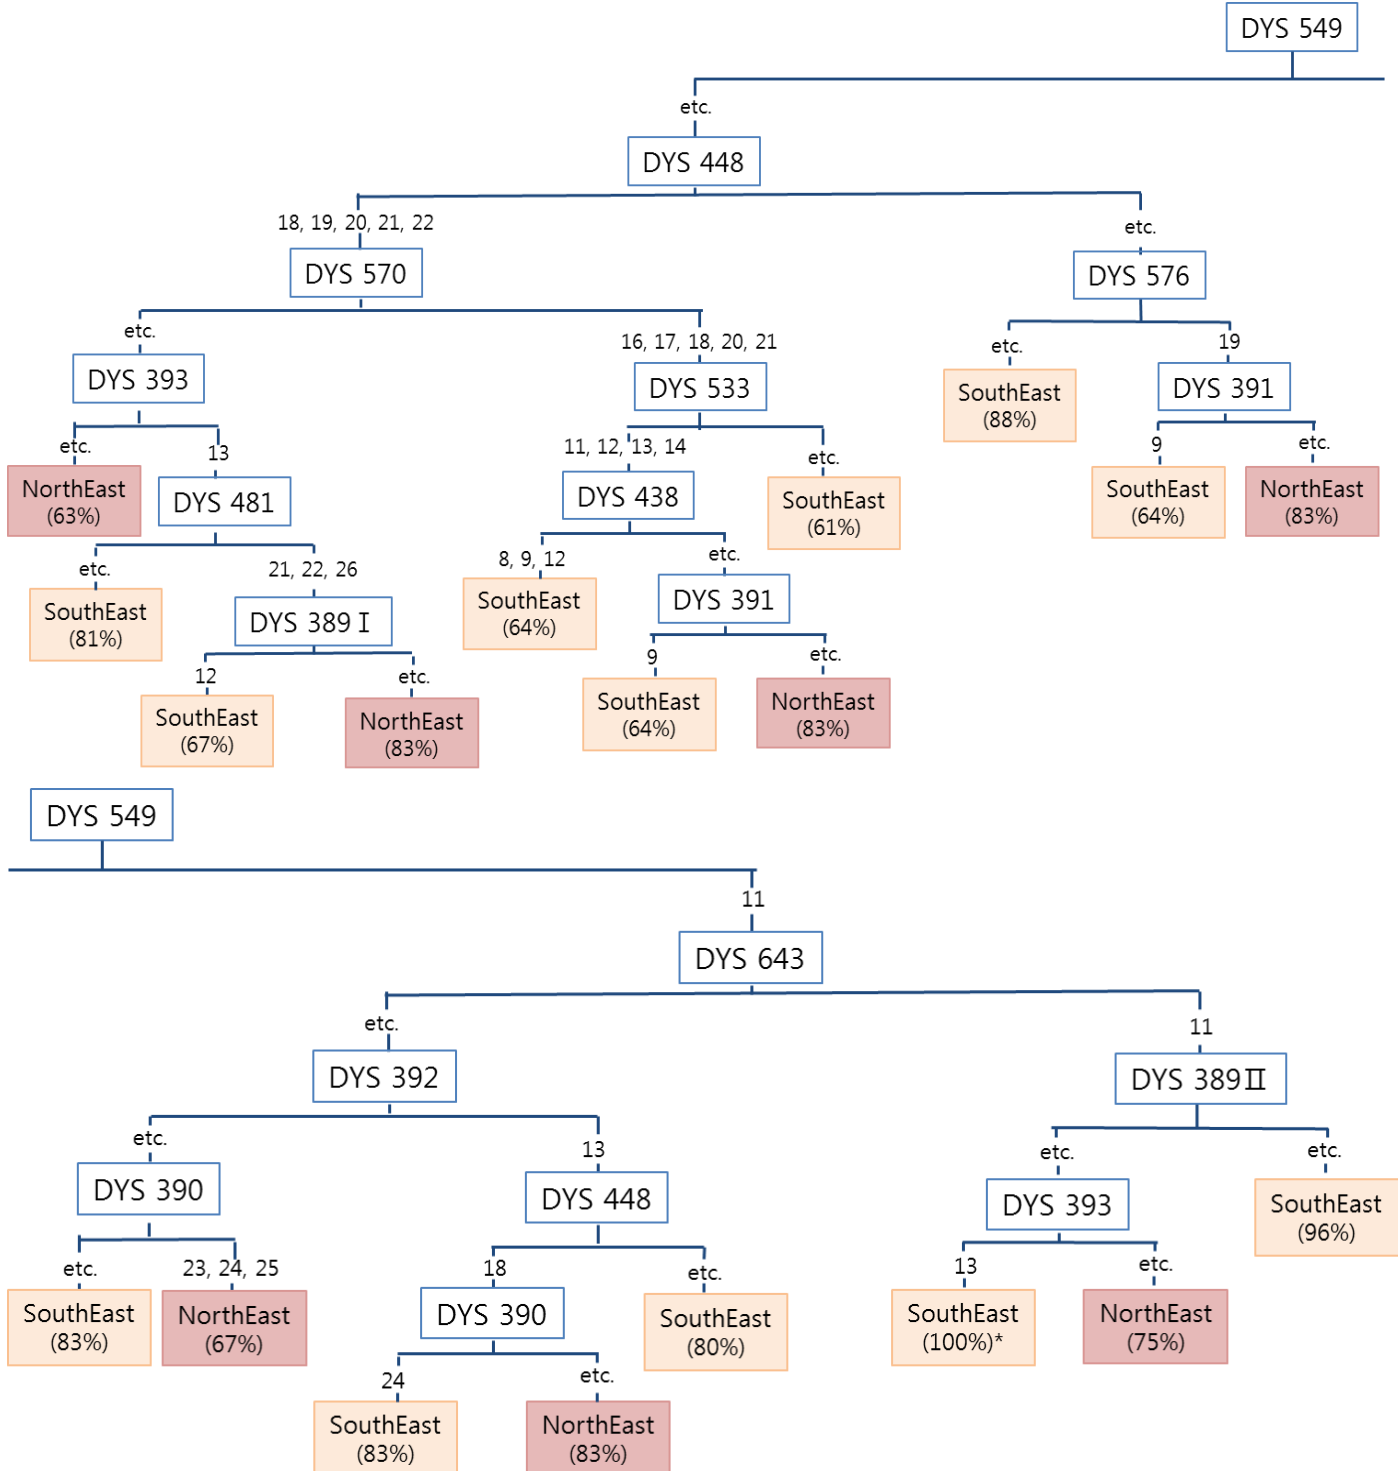 DYS 549
etc.
DYS 448
18, 19, 20, 21, 22
etc.
DYS 570
DYS 576
etc.
16, 17, 18, 20, 21
etc.
19
DYS 393
DYS 533
SouthEast
(88%)
DYS 391
etc.
13
11, 12, 13, 14
etc.
9
etc.
NorthEast
(63%)
DYS 481
DYS 438
SouthEast
(61%)
SouthEast
(64%)
NorthEast
(83%)
etc.
21, 22, 26
8, 9, 12
etc.
SouthEast
(81%)
DYS 389 Ⅰ
SouthEast
(64%)
DYS 391
12
etc.
9
etc.
SouthEast
(67%)
NorthEast
(83%)
SouthEast
(64%)
NorthEast
(83%)
DYS 549
11
DYS 643
etc.
11
DYS 392
DYS 389Ⅱ
etc.
13
etc.
etc.
DYS 390
DYS 448
DYS 393
SouthEast
(96%)
etc.
23, 24, 25
18
etc.
13
etc.
SouthEast
(83%)
NorthEast
(67%)
DYS 390
SouthEast
(80%)
SouthEast
(100%)*
NorthEast
(75%)
24
etc.
SouthEast
(83%)
NorthEast
(83%)